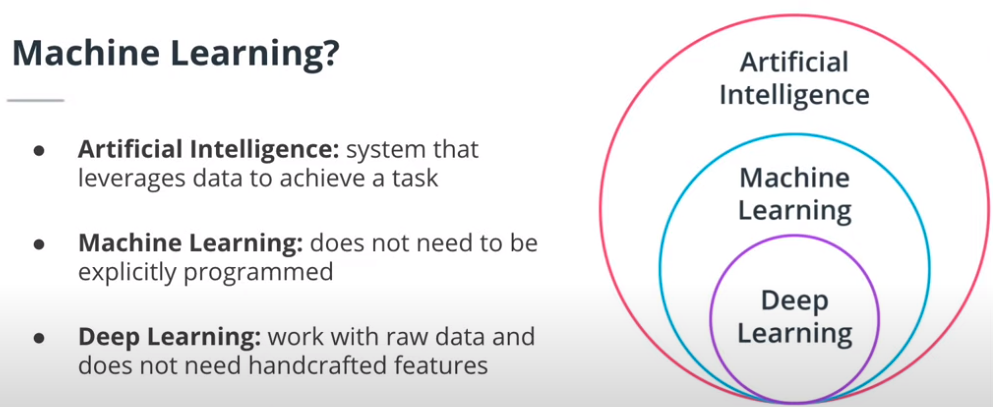 Machine Learning?
● Artificial Intelligence: system that
leverages data to achieve a task
● Machine Learning: does not need to be
explicitly programmed
● Deep Learning: work with raw data and
does not need handcrafted features
Artificial
Intelligence
Machine
Learning
Deep
Learning